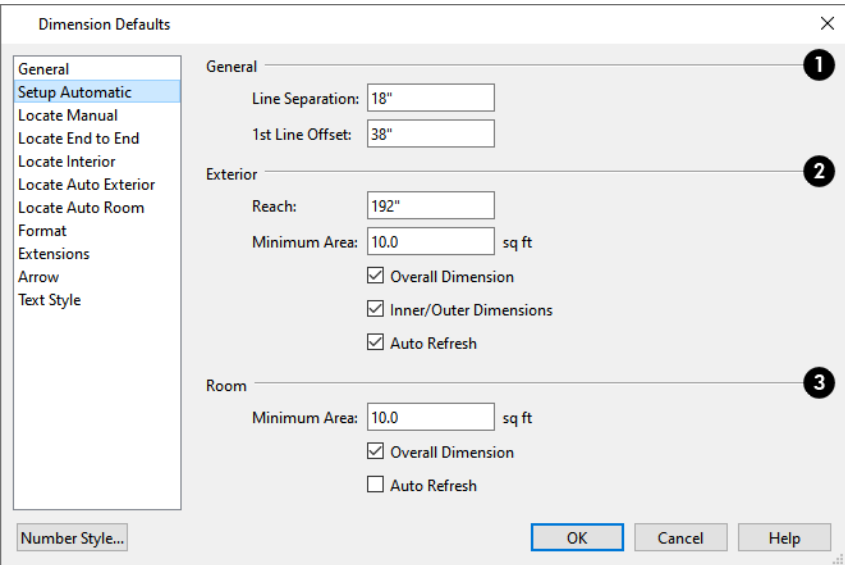 Dimension Defaults
General
Setup Automatic
Locate Manual
Locate End to End
Locate Interior
Locate Auto Exterior
Locate Auto Room
Format
Extensions
Arrow
Text Style
General 1
Line Separation: 18"
1st Line Offset: 38"
Exterior 2
Reach: 192"
Minimum Area: 10.0 sq ft
Overall Dimension
Inner/Outer Dimensions
Auto Refresh
Room 3
Minimum Area: 10.0 sq ft
Overall Dimension
Auto Refresh
Number Style... OK Cancel Help